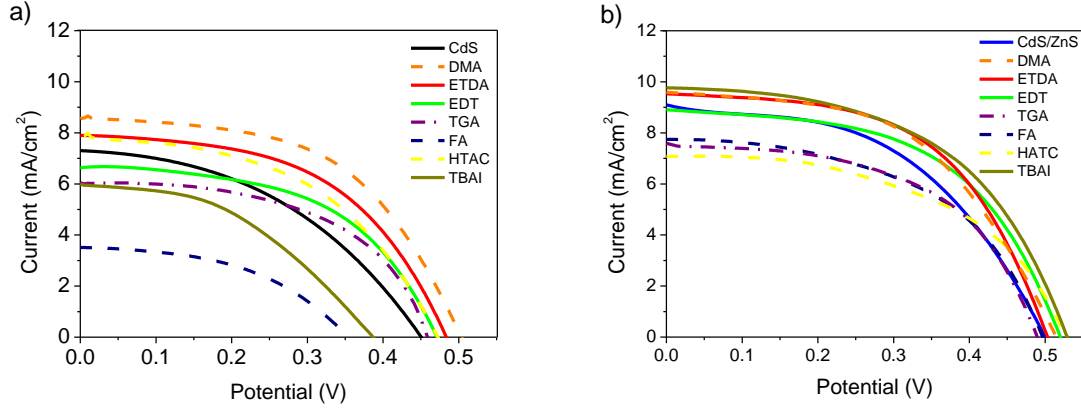 a)
12
10
8
6
4
2
0
Current (mA/cm²)
0.0
0.1
0.2
0.3
0.4
0.5
Potential (V)
CdS
DMA
ETDA
EDT
TGA
FA
HTAC
TBAI
b)
12
10
8
6
4
2
0
Current (mA/cm²)
0.0
0.1
0.2
0.3
0.4
0.5
Potential (V)
CdS/ZnS
DMA
ETDA
EDT
TGA
FA
HATC
TBAI